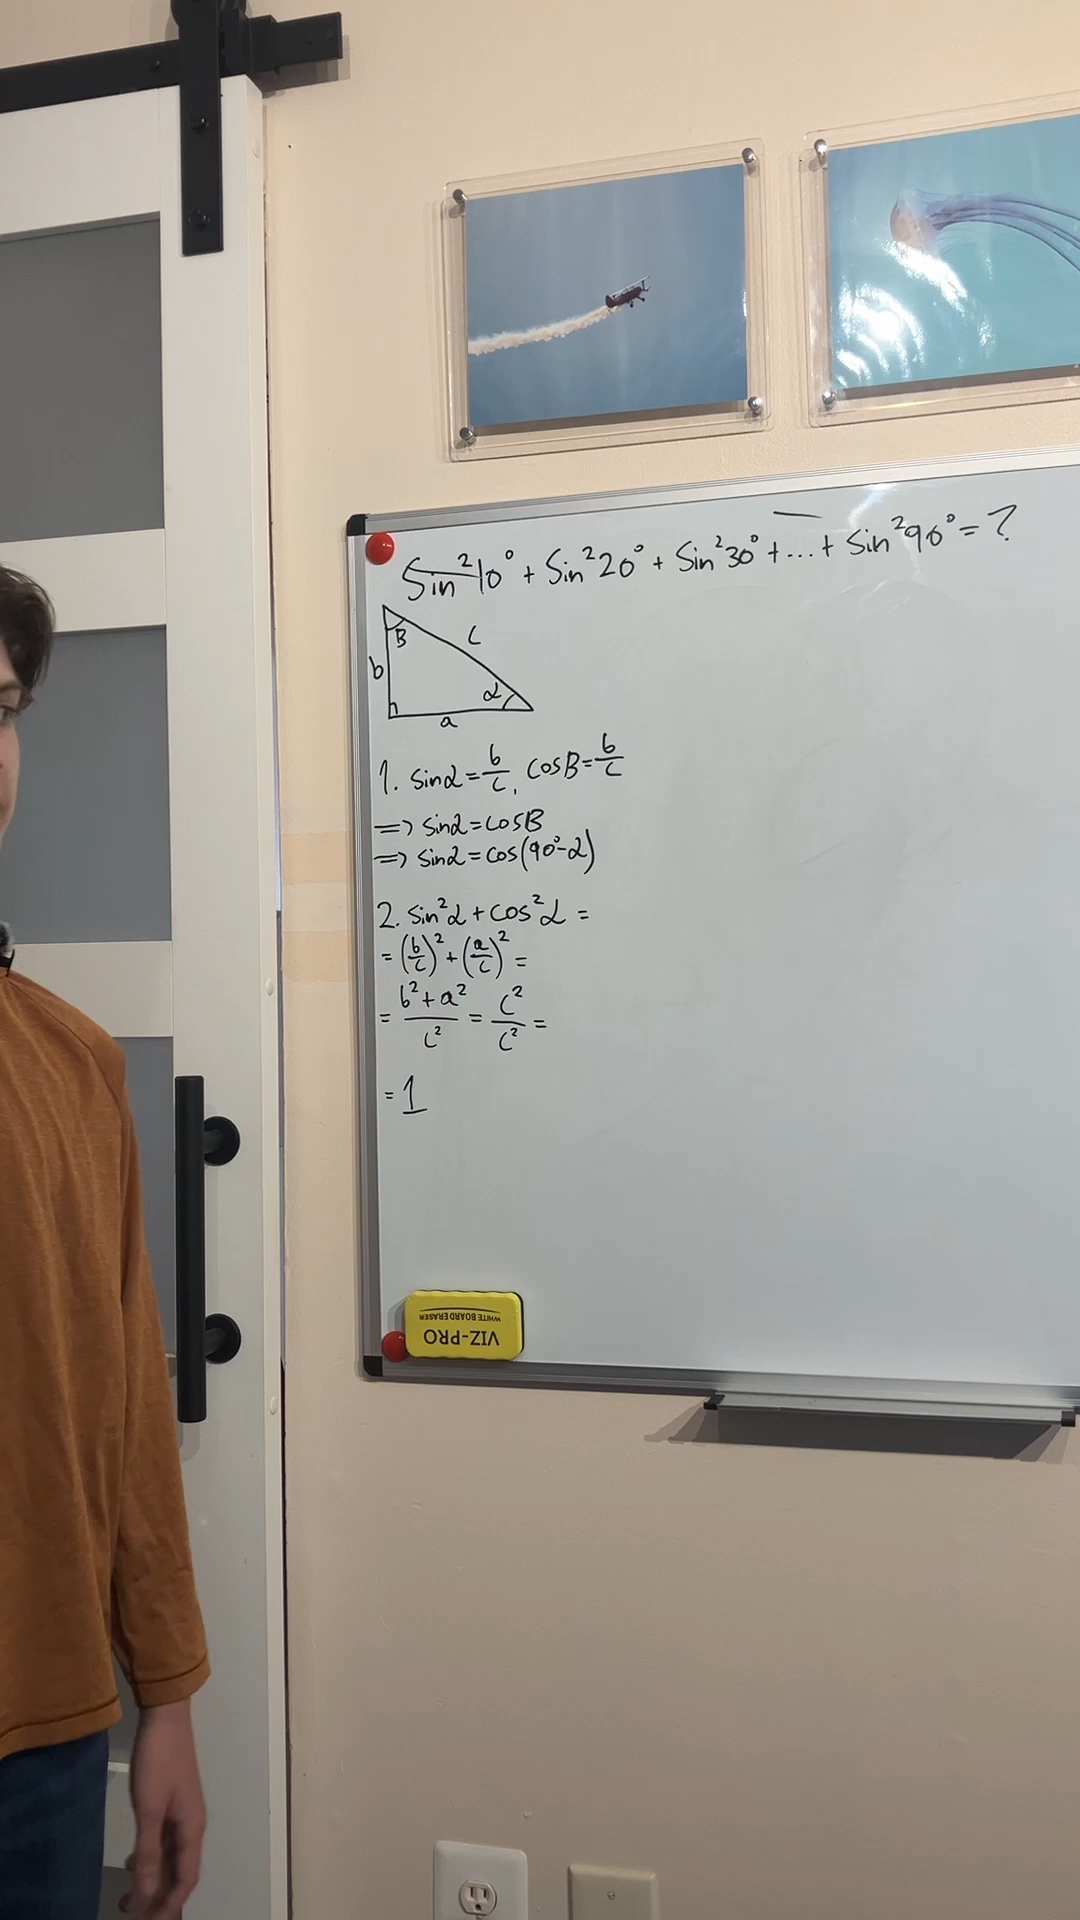 Sin²10° + Sin²20° + Sin²30° + ... + Sin²90° = ?
B
C
b
α
a
1. sinα = b/c, cosB = b/c
=> sinα = cosB
=> sinα = cos(90°-α)
2. sin²α + cos²α =
= (b/c)² + (a/c)² =
= b² + a²/c² = c²/c² =
= 1
VIZ-PRO
WHITE BOARD ERASER